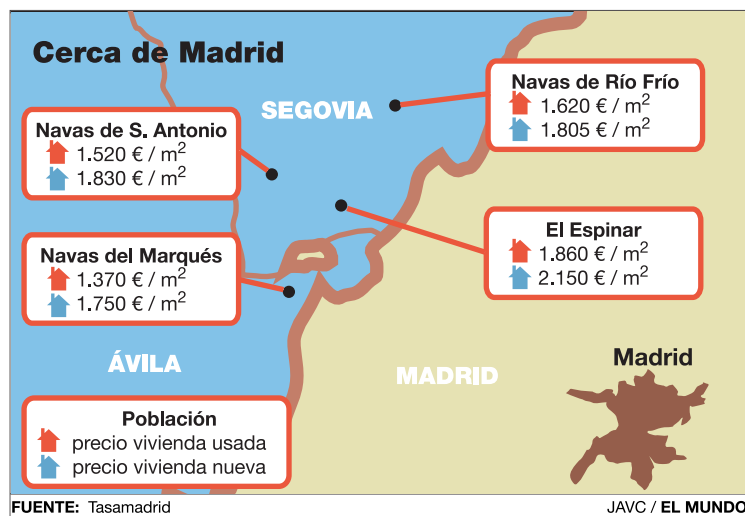 Cerca de Madrid
SEGOVIA
Navas de Río Frío
1.620 € / m²
1.805 € / m²
Navas de S. Antonio
1.520 € / m²
1.830 € / m²
El Espinar
1.860 € / m²
2.150 € / m²
Navas del Marqués
1.370 € / m²
1.750 € / m²
ÁVILA
MADRID
Madrid
Población
precio vivienda usada
precio vivienda nueva
FUENTE: Tasamadrid
JAVC / EL MUNDO